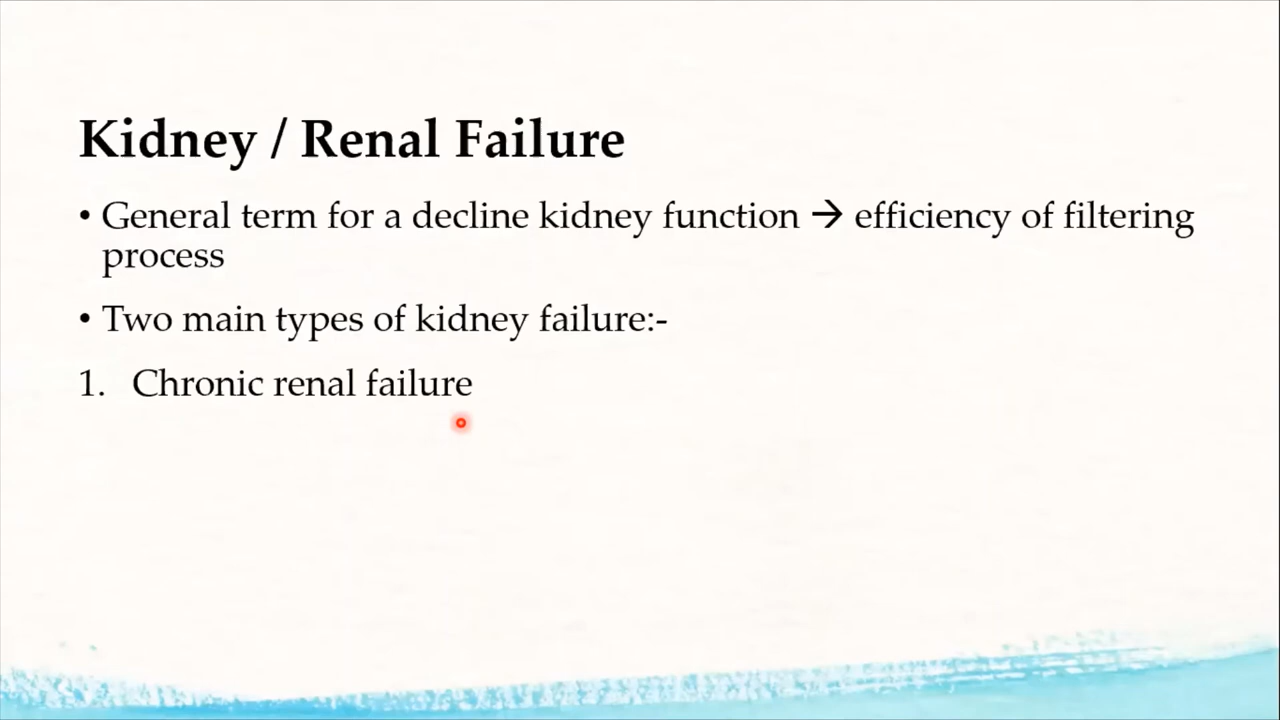 Kidney / Renal Failure
• General term for a decline kidney function → efficiency of filtering
process
• Two main types of kidney failure:-
1. Chronic renal failure